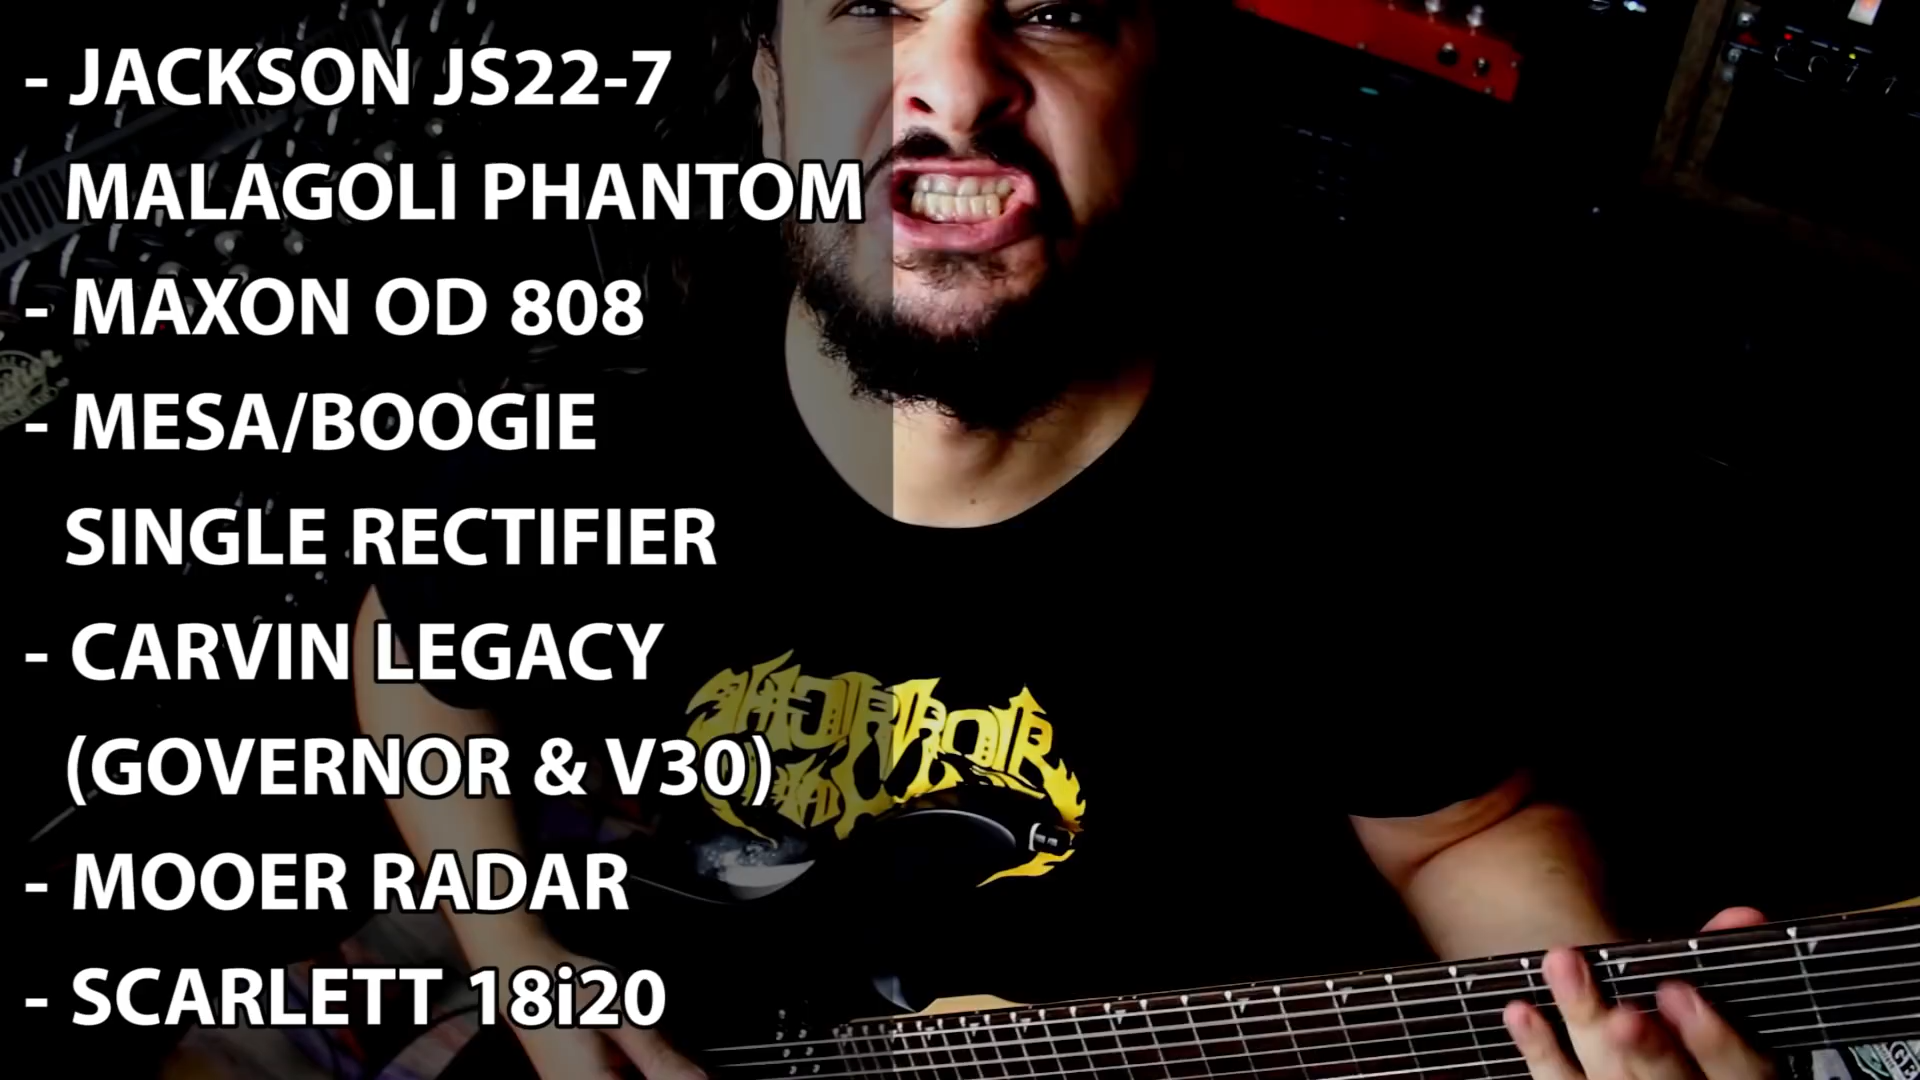 - JACKSON JS22-7
MALAGOLI PHANTOM
- MAXON OD 808
- MESA/BOOGIE
SINGLE RECTIFIER
- CARVIN LEGACY
(GOVERNOR & V30)
- MOOER RADAR
- SCARLETT 18i20